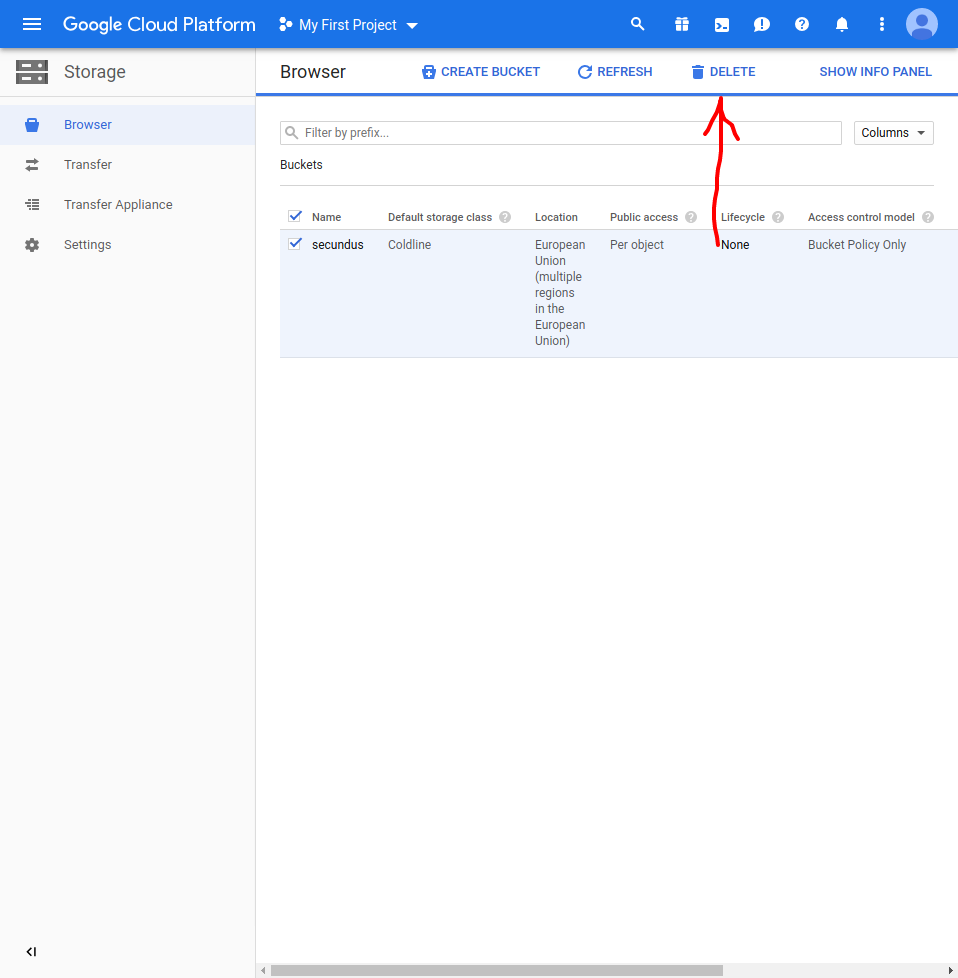 Google Cloud Platform My First Project
Storage
Browser CREATE BUCKET REFRESH DELETE SHOW INFO PANEL
Browser
Transfer
Transfer Appliance
Settings
Filter by prefix... Columns
Buckets
Name Default storage class Location Public access Lifecycle Access control model
secundus Coldline European Per object None Bucket Policy Only
Union
(multiple
regions
in the
European
Union)